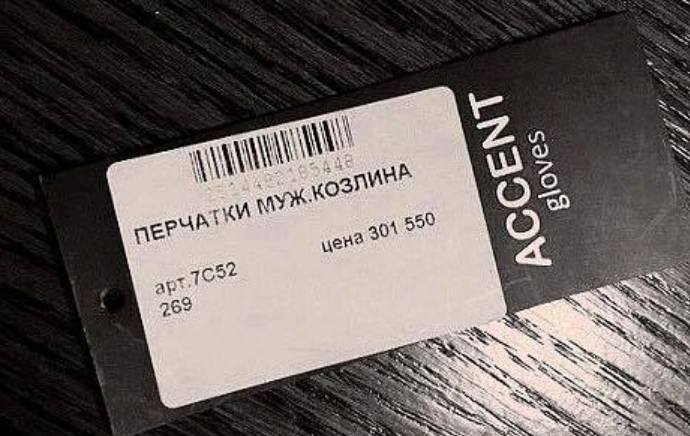 ПЕРЧАТКИ МУЖ.КОЗЛИНА
цена 301 550
арт.7С52
269
ACCENT
gloves